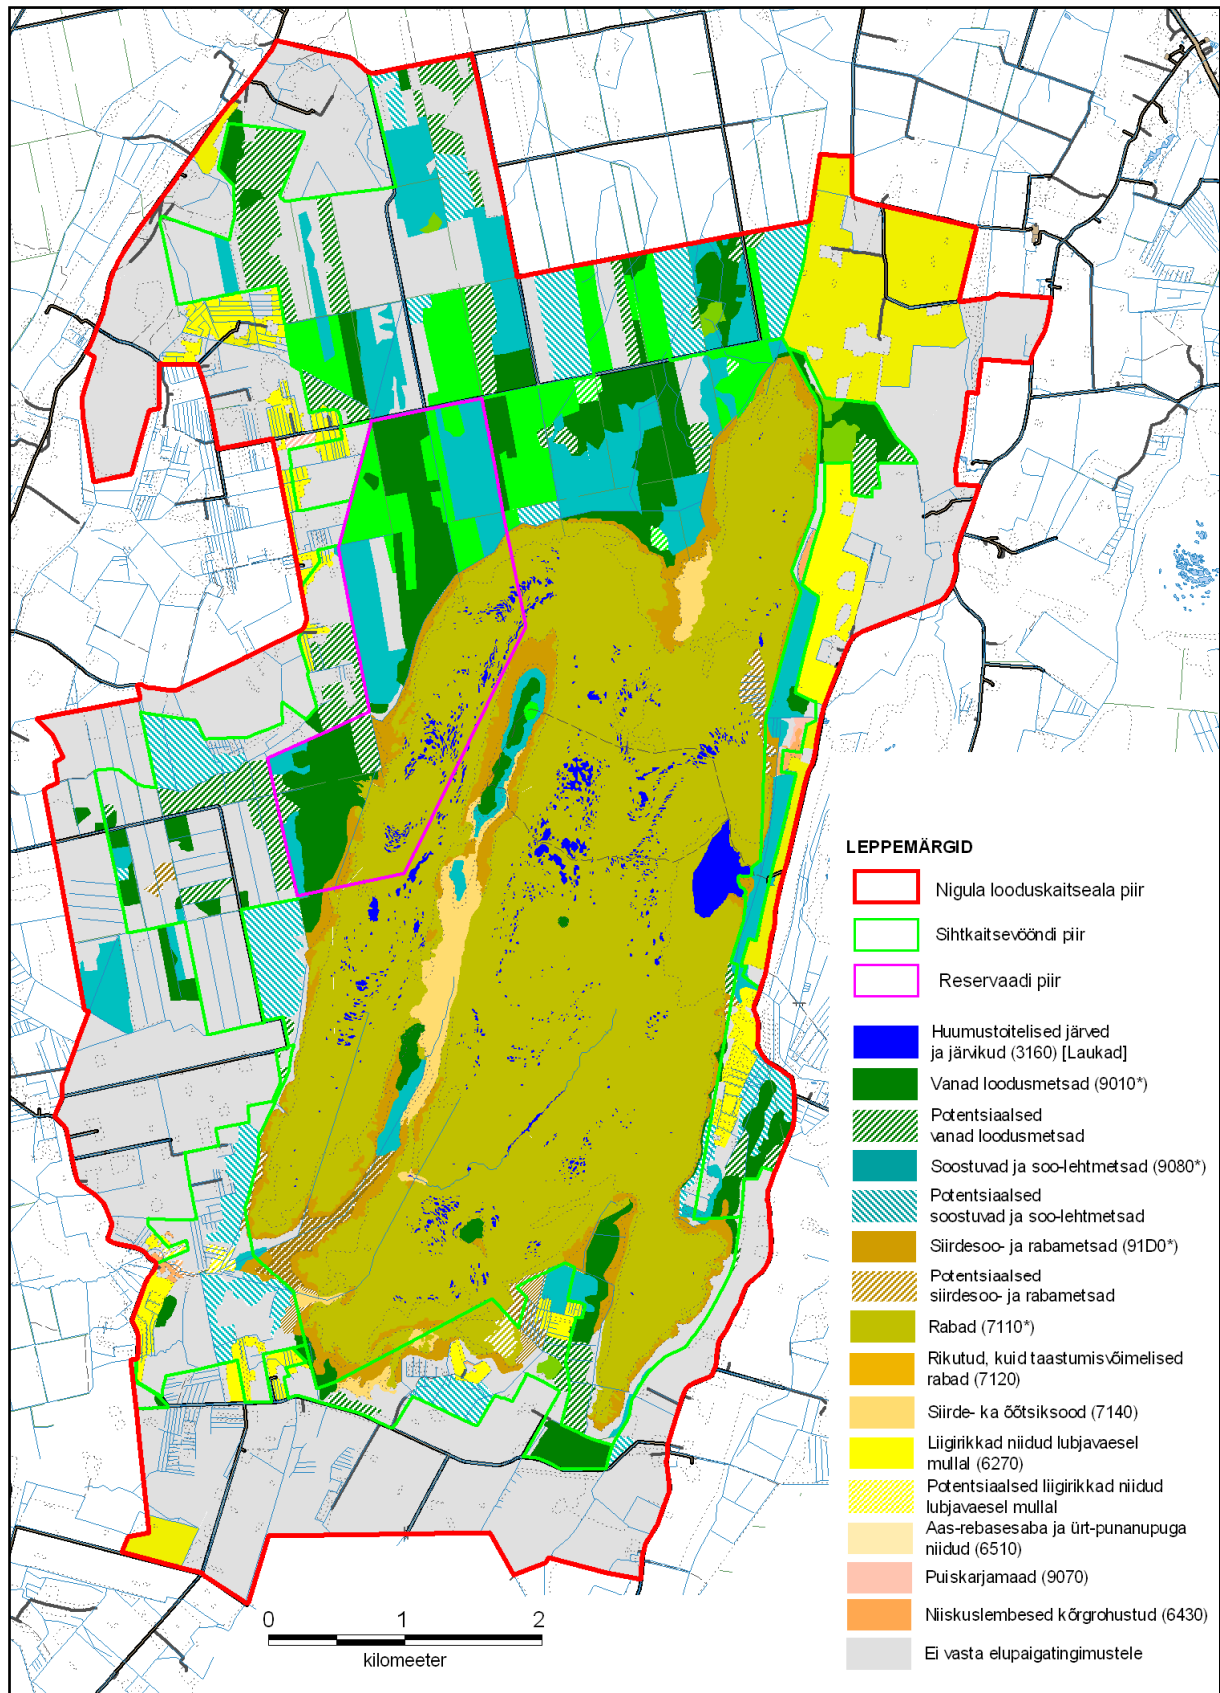 LEPPEMÄRGID
Nigula looduskaitseala piir
Sihtkaitsevööndi piir
Reservaadi piir
Huumustoitelised järved
ja järvikud (3160) [Laukad]
Vanad loodusmetsad (9010*)
Potentsiaalsed
vanad loodusmetsad
Soostuvad ja soo-lehtmetsad (9080*)
Potentsiaalsed
soostuvad ja soo-lehtmetsad
Siirdesoo- ja rabametsad (91D0*)
Potentsiaalsed
siirdesoo- ja rabametsad
Rabad (7110*)
Rikutud, kuid taastumisvõimelised
rabad (7120)
Siirde- ka õõtsiksood (7140)
Liigirikkad niidud lubjavaesel
mullal (6270)
Potentsiaalsed liigirikkad niidud
lubjavaesel mullal
Aas-rebasesaba ja ürt-punanupuga
niidud (6510)
Puiskarjamaad (9070)
Niiskuslembesed kõrgrohustud (6430)
Ei vasta elupaigatingimustele
0 1 2
kilomeeter